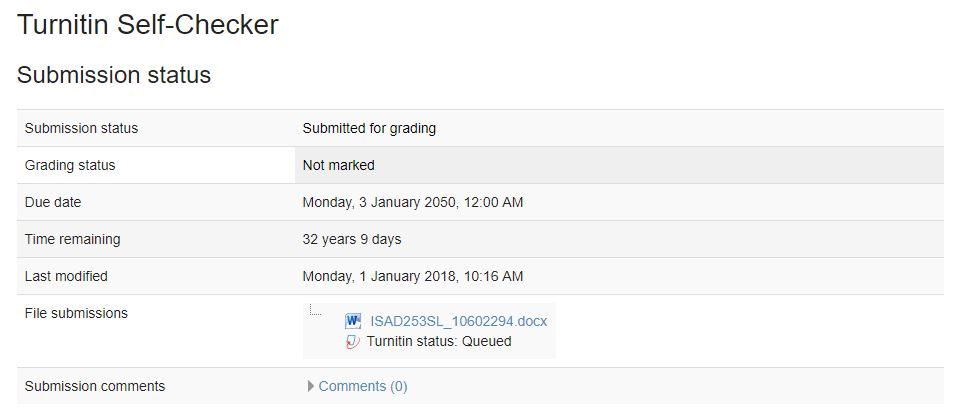 Turnitin Self-Checker
Submission status
Submission status Submitted for grading
Grading status Not marked
Due date Monday, 3 January 2050, 12:00 AM
Time remaining 32 years 9 days
Last modified Monday, 1 January 2018, 10:16 AM
File submissions
ISAD253SL_10602294.docx
Turnitin status: Queued
Submission comments Comments (0)